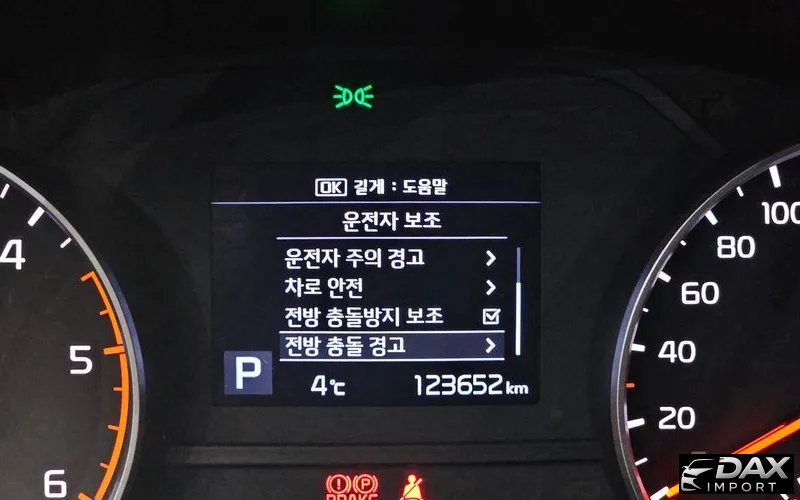 OK 길게 : 도움말
운전자 보조
운전자 주의 경고
차로 안전
전방 충돌방지 보조
전방 충돌 경고
P
4℃
123652 km
4
5
6
100
80
60
40
20
P
BRAKE
DAX
IMPORT